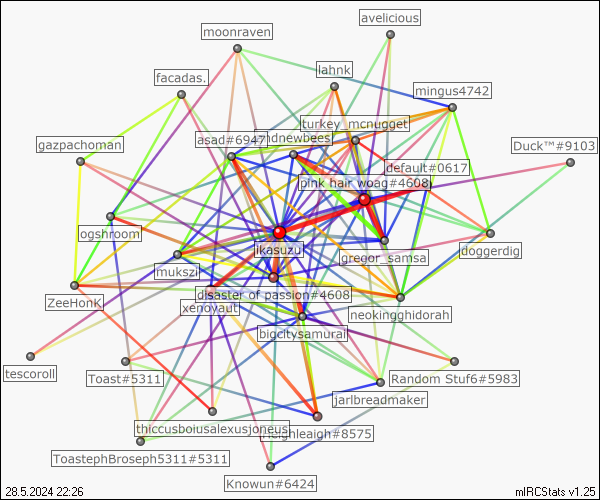 avelicious
moonraven
lahnk
facadas.
mingus4742
turkey_mcnugget
asad#6947
ndnewbees
gazpachoman
Duck™#9103
default#0617
pink hair woag#4608
ogshroom
jikasuzu
gregor_samsa
doggerdig
mukszi
disaster of passion#4608
ZeeHonK
xenovaut
neokingghidorah
bigcitysamurai
tescoroll
Toast#5311
Random Stuf6#5983
jarlbreadmaker
thiccusboiusalexusjoneus
eighleaigh#8575
ToastephBroseph5311#5311
Knowun#6424
28.5.2024 22:26
mIRCStats v1.25